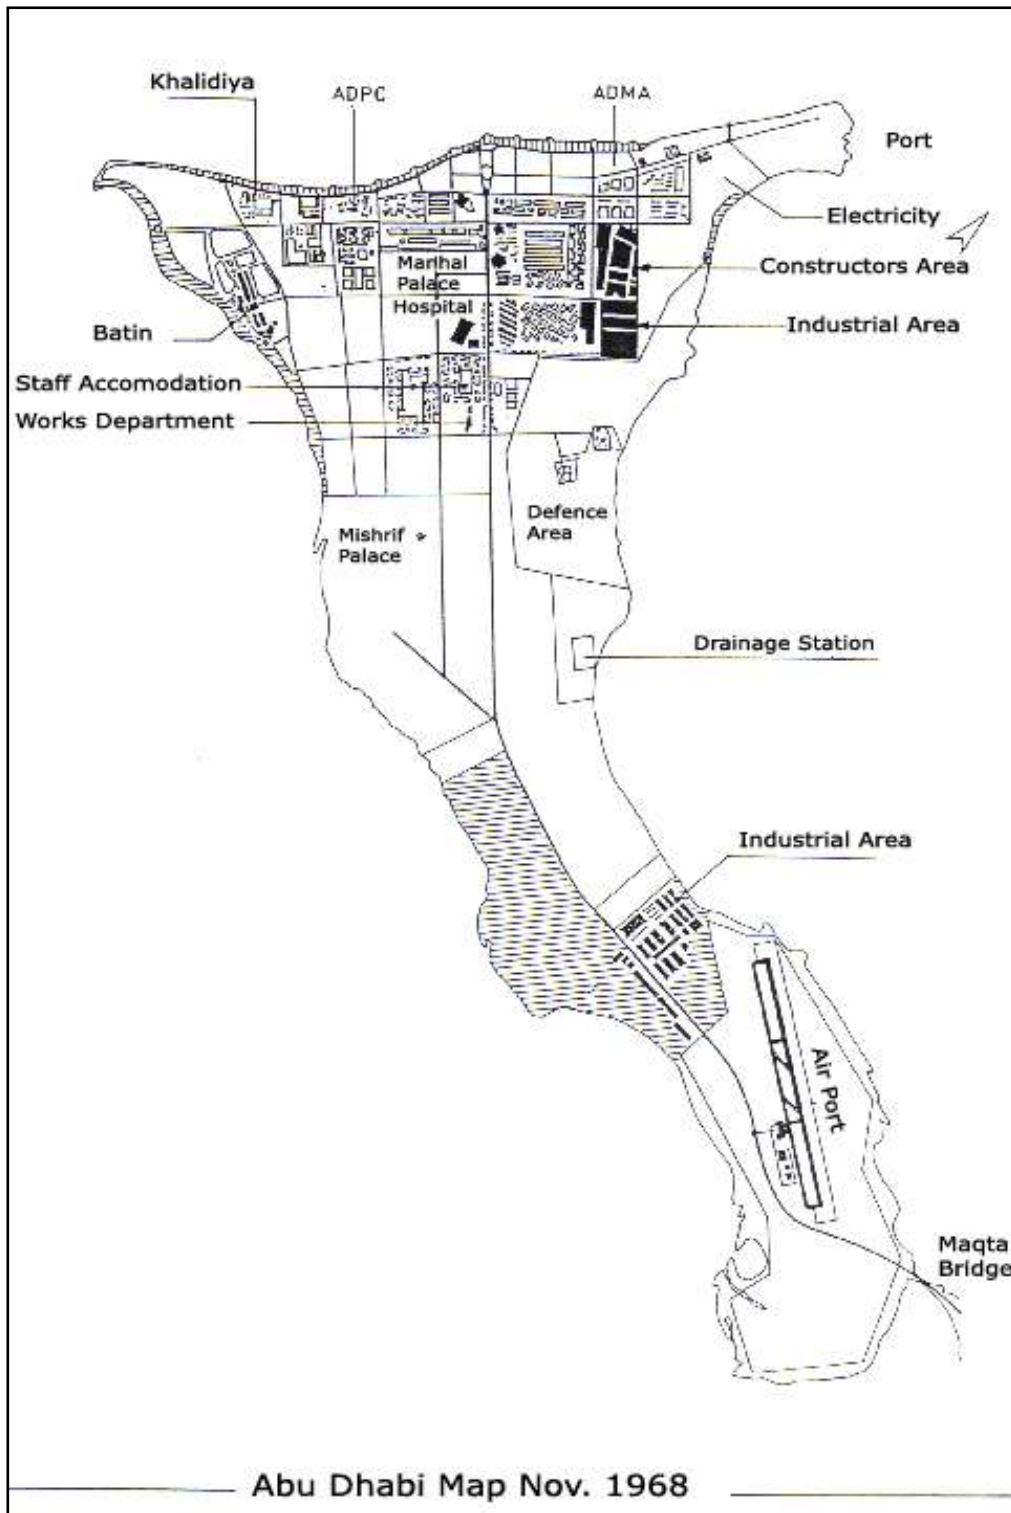 Khalidiya
ADPC
ADMA
Port
Electricity
Constructors Area
Marihal
Palace
Hospital
Industrial Area
Batin
Staff Accomodation
Works Department
Defence
Area
Mishrif
Palace
Drainage Station
Industrial Area
Air Port
Maqta
Bridge
Abu Dhabi Map Nov. 1968